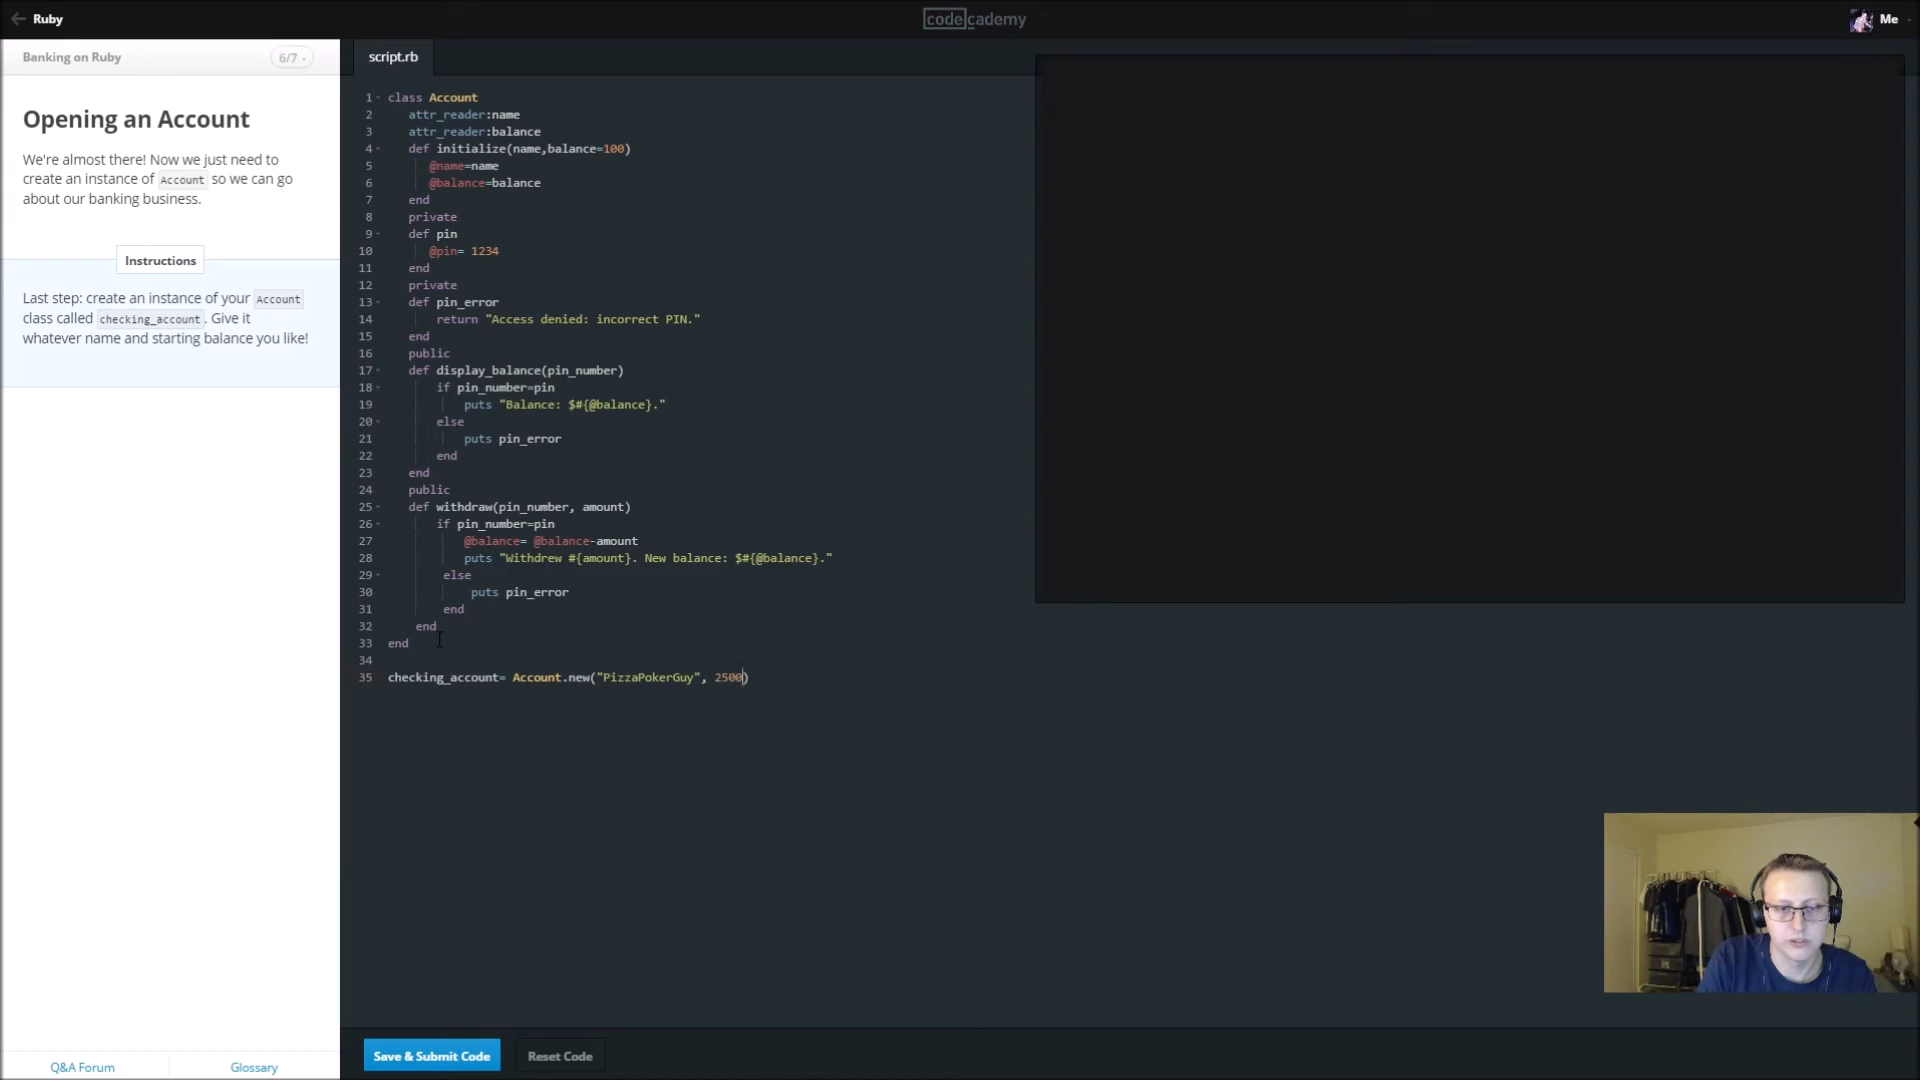 Ruby
codecademy
Me
Banking on Ruby
6/7
script.rb
Opening an Account
We're almost there! Now we just need to
create an instance of Account so we can go
about our banking business.
Instructions
Last step: create an instance of your Account
class called checking_account. Give it
whatever name and starting balance you like!
1 class Account
2 attr_reader:name
3 attr_reader:balance
4 def initialize(name,balance=100)
5 @name=name
6 @balance=balance
7 end
8 private
9 def pin
10 @pin= 1234
11 end
12 private
13 def pin_error
14 return "Access denied: incorrect PIN."
15 end
16 public
17 def display_balance(pin_number)
18 if pin_number=pin
19 puts "Balance: $#{@balance}."
20 else
21 puts pin_error
22 end
23 end
24 public
25 def withdraw(pin_number, amount)
26 if pin_number=pin
27 @balance= @balance-amount
28 puts "Withdrew #{amount}. New balance: $#{@balance}."
29 else
30 puts pin_error
31 end
32 end
33 end
34
35 checking_account= Account.new("PizzaPokerGuy", 2500)
Q&A Forum
Glossary
Save & Submit Code
Reset Code